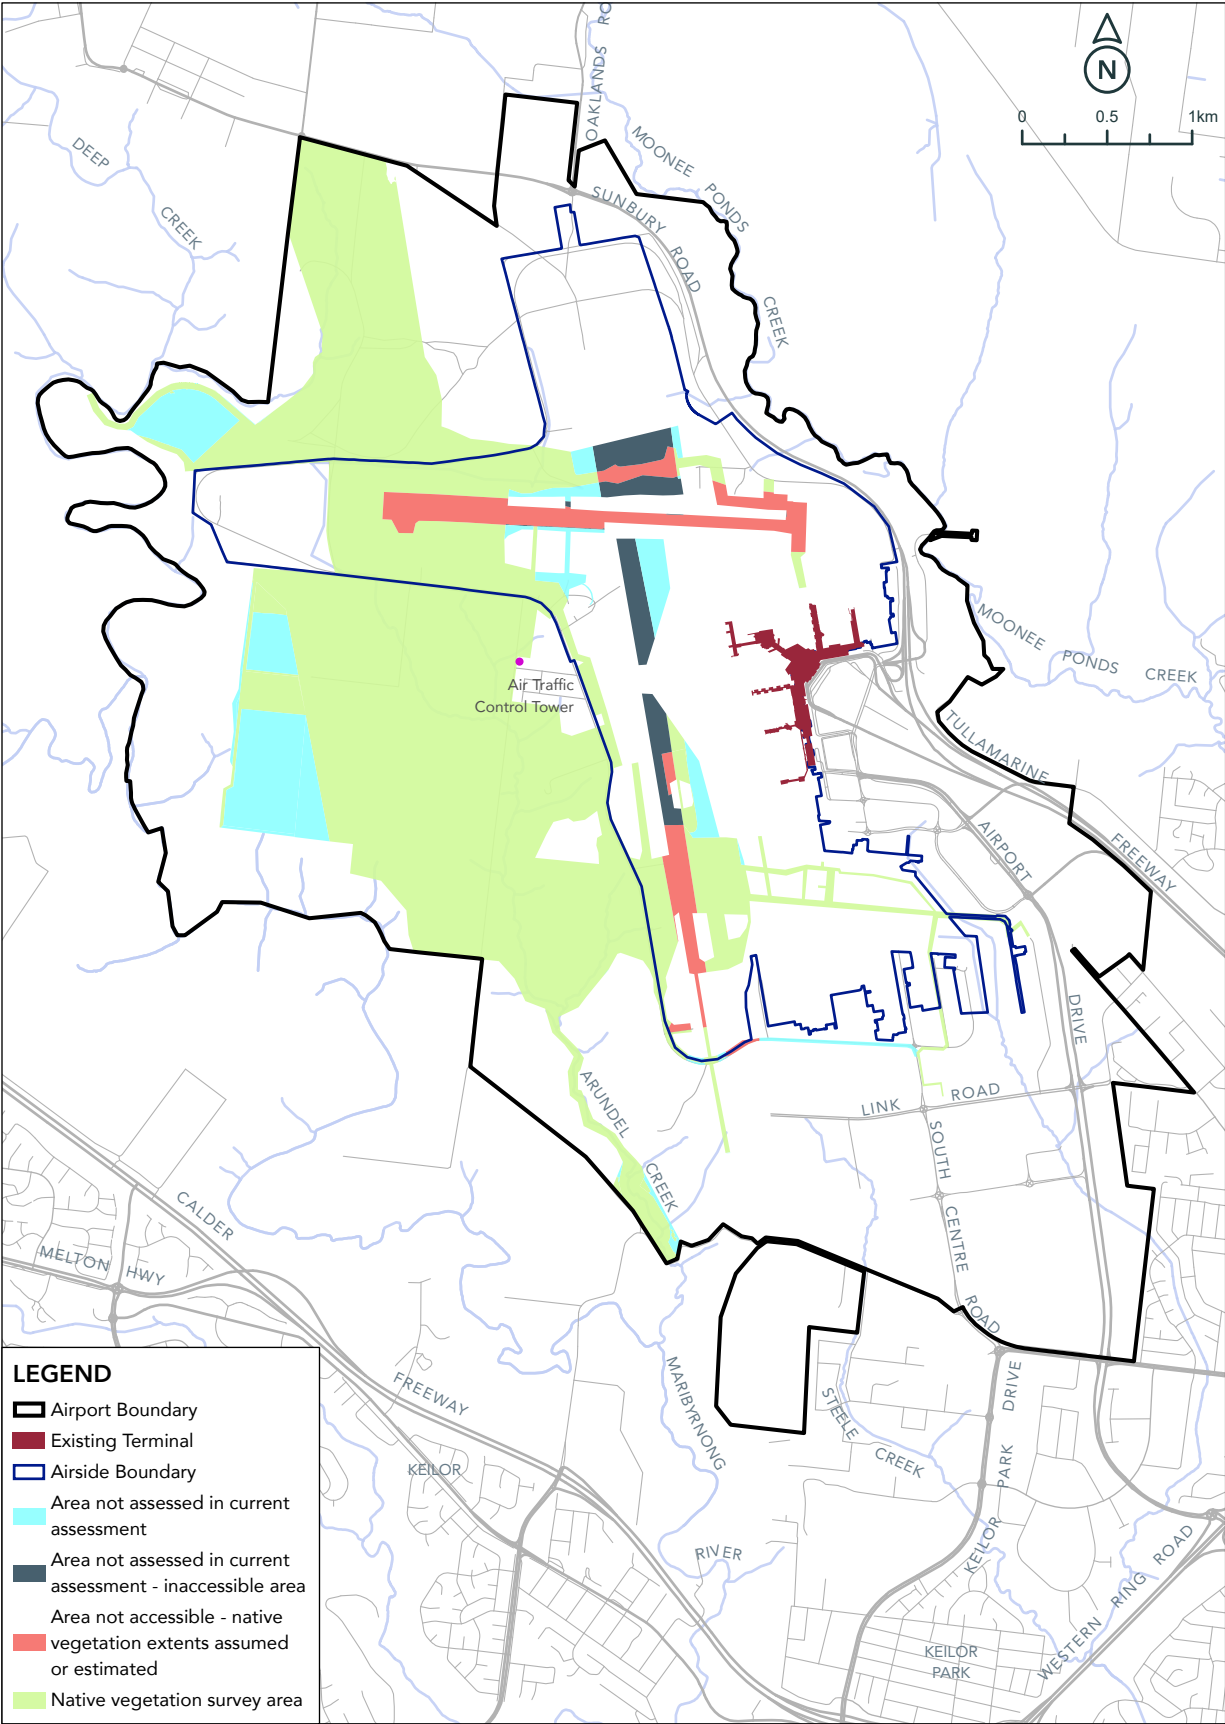 OAKLANDS RO
N
0 0.5 1km
DEEP
CREEK
MOONEE
PONDS
CREEK
SUNBURY
ROAD
MOONEE
PONDS
CREEK
Air Traffic
Control Tower
TULLAMARINE
FREEWAY
AIRPORT
DRIVE
ARUNDEL
CREEK
LINK
ROAD
SOUTH
CENTRE
ROAD
CALDER
FREEWAY
MELTON
HWY
MARIBYRNONG
RIVER
STEELE
CREEK
KEILOR
PARK
DRIVE
KEILOR
KEILOR
PARK
WESTERN
RING
ROAD
LEGEND
Airport Boundary
Existing Terminal
Airside Boundary
Area not assessed in current
assessment
Area not assessed in current
assessment - inaccessible area
Area not accessible - native
vegetation extents assumed
or estimated
Native vegetation survey area